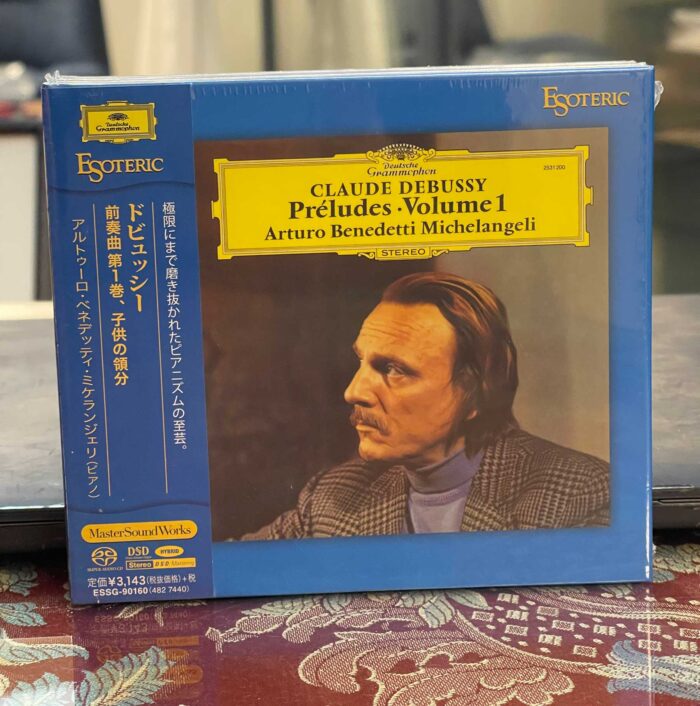 Deutsche
Grammophon
ESOTERIC
極限にまで磨き抜かれたピアニズムの至芸。
ドビュッシー
前奏曲 第1巻、子供の領分
アルトゥーロ・ベネデッティ・ミケランジェリ(ピアノ)
MasterSoundWorks
SUPER AUDIO CD
DSD
HYBRID
Stereo
DSD Mastering
定価¥3,143(税抜価格)+税
ESSG-90160(482 7440)
ESOTERIC
Deutsche
Grammophon
2531 200
CLAUDE DEBUSSY
Préludes · Volume 1
Arturo Benedetti Michelangeli
STEREO